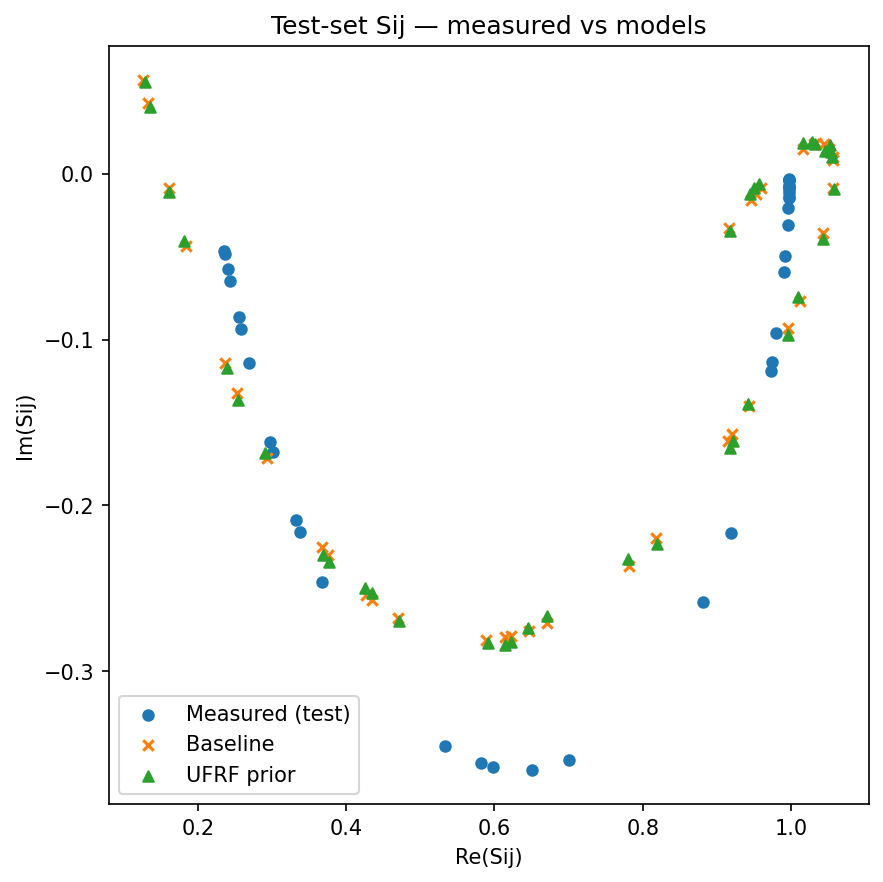 Test-set Sij — measured vs models
0.0
−0.1
−0.2
−0.3
Im(Sij)
Measured (test)
Baseline
UFRF prior
0.2 0.4 0.6 0.8 1.0
Re(Sij)